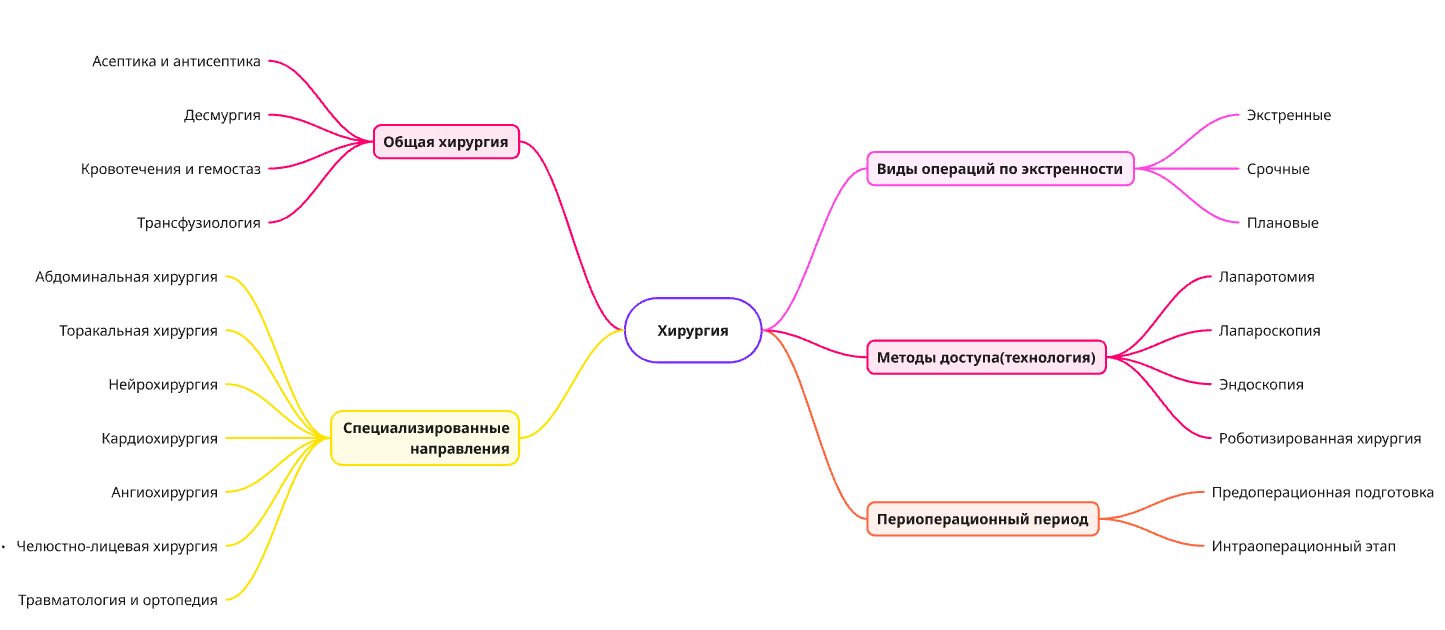 Асептика и антисептика
Десмургия
Кровотечения и гемостаз
Трансфузиология
Общая хирургия
Абдоминальная хирургия
Торакальная хирургия
Нейрохирургия
Кардиохирургия
Ангиохирургия
· Челюстно-лицевая хирургия
Травматология и ортопедия
Специализированные
направления
Хирургия
Виды операций по экстренности
Экстренные
Срочные
Плановые
Методы доступа(технология)
Лапаротомия
Лапароскопия
Эндоскопия
Роботизированная хирургия
Периоперационный период
Предоперационная подготовка
Интраоперационный этап